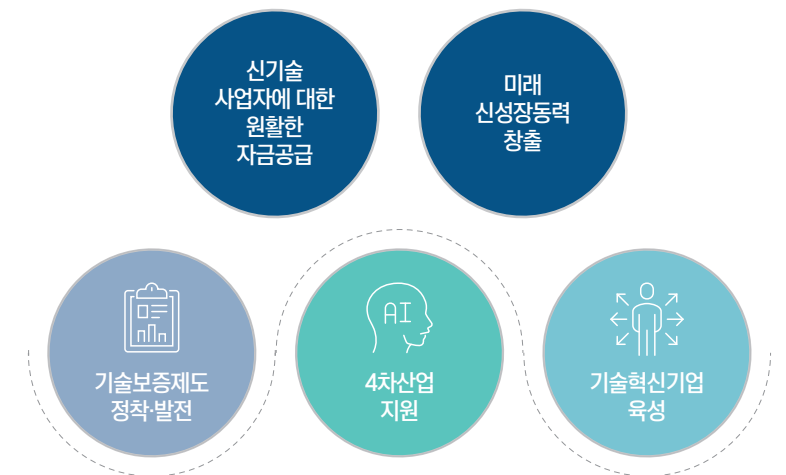 신기술
사업자에 대한
원활한
자금공급
미래
신성장동력
창출
기술보증제도
정착·발전
AI
4차산업
지원
기술혁신기업
육성